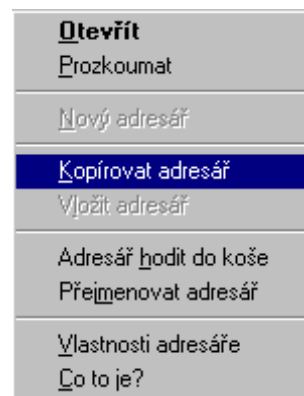 Otevřít
Prozkoumat
Nový adresář
Kopírovat adresář
Vložit adresář
Adresář hodit do koše
Přejmenovat adresář
Vlastnosti adresáře
Co to je?